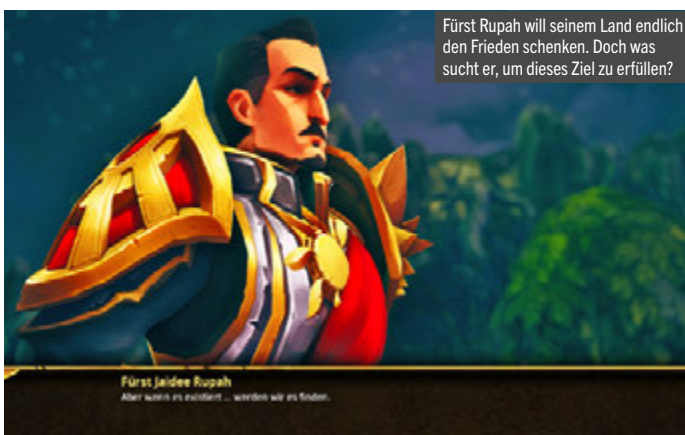 Fürst Rupah will seinem Land endlich
den Frieden schenken. Doch was
sucht er, um dieses Ziel zu erfüllen?
Fürst Jaidee Rupah
Aber wenn es existiert ... werden wir es finden.